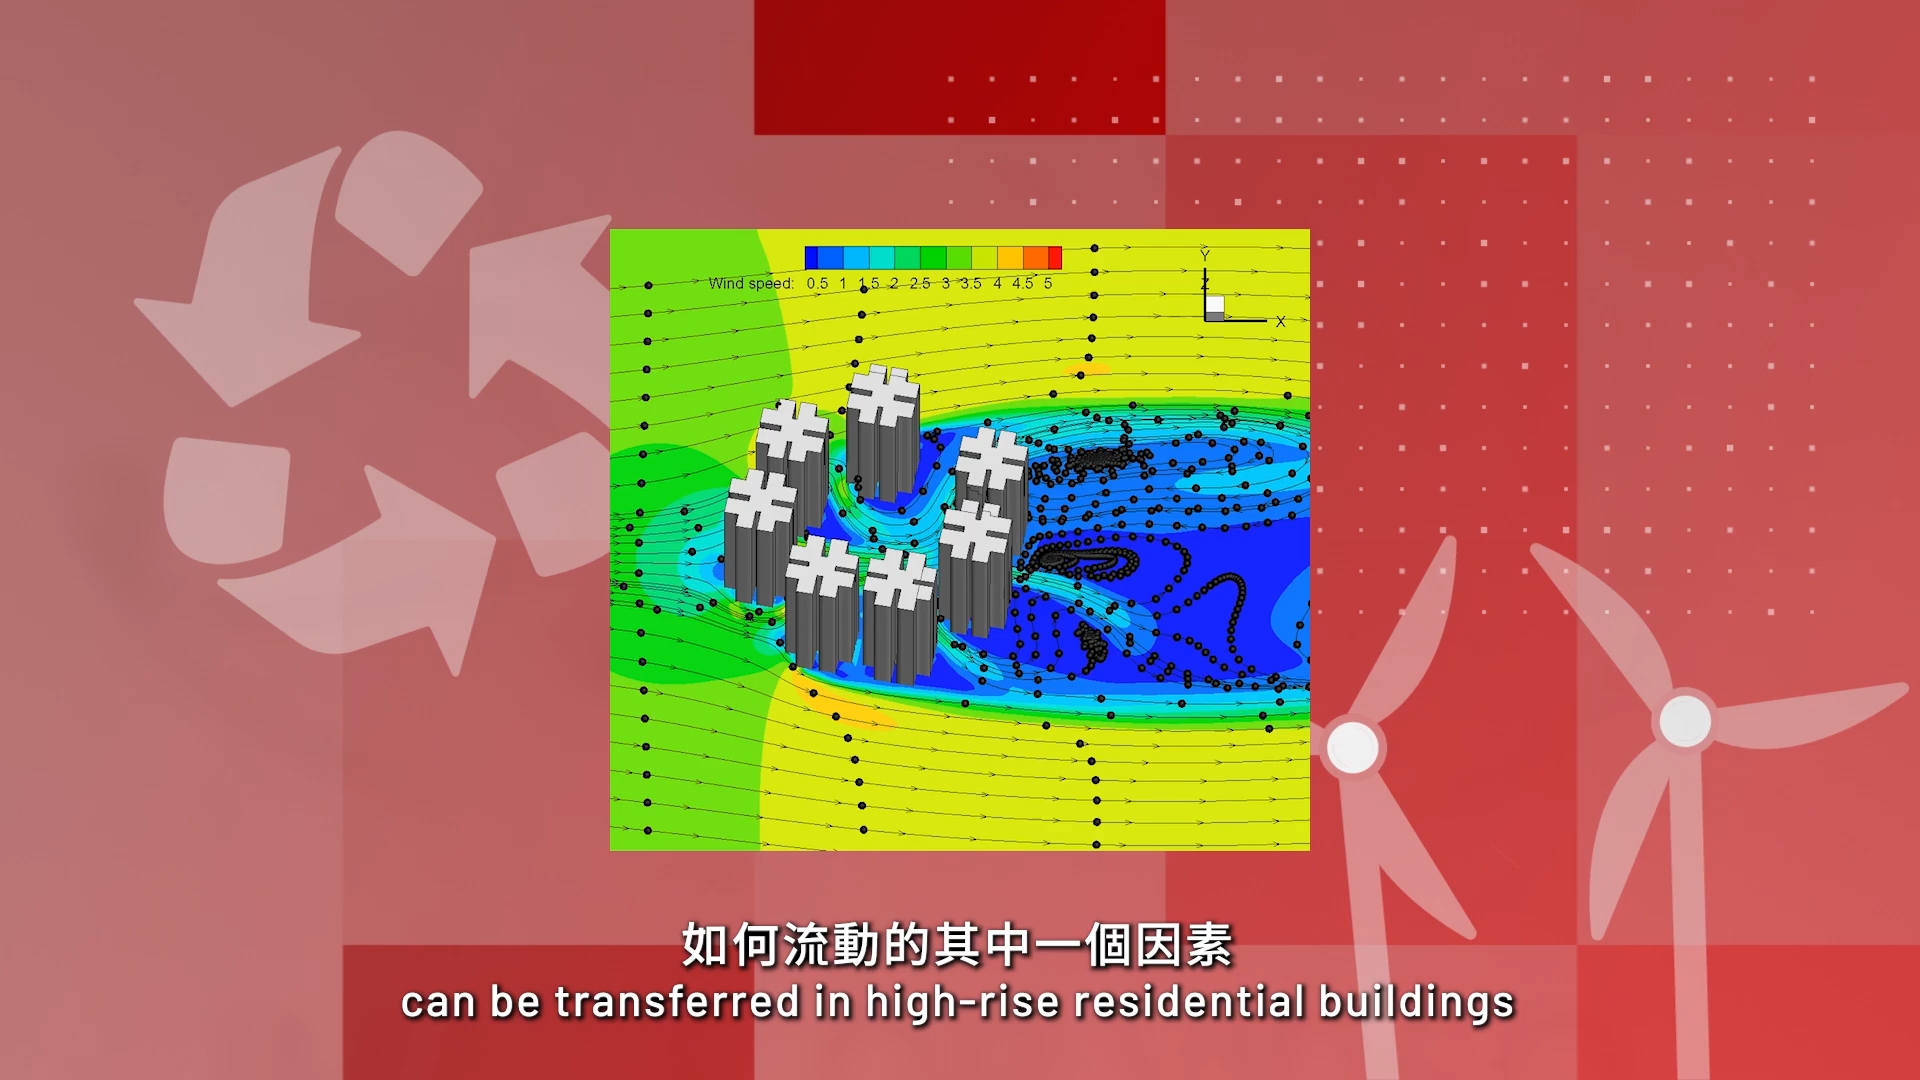 Wind speed: 0.5 1 1.5 2 2.5 3 3.5 4 4.5 5
Y
Z
X
如何流動的其中一個因素
can be transferred in high-rise residential buildings